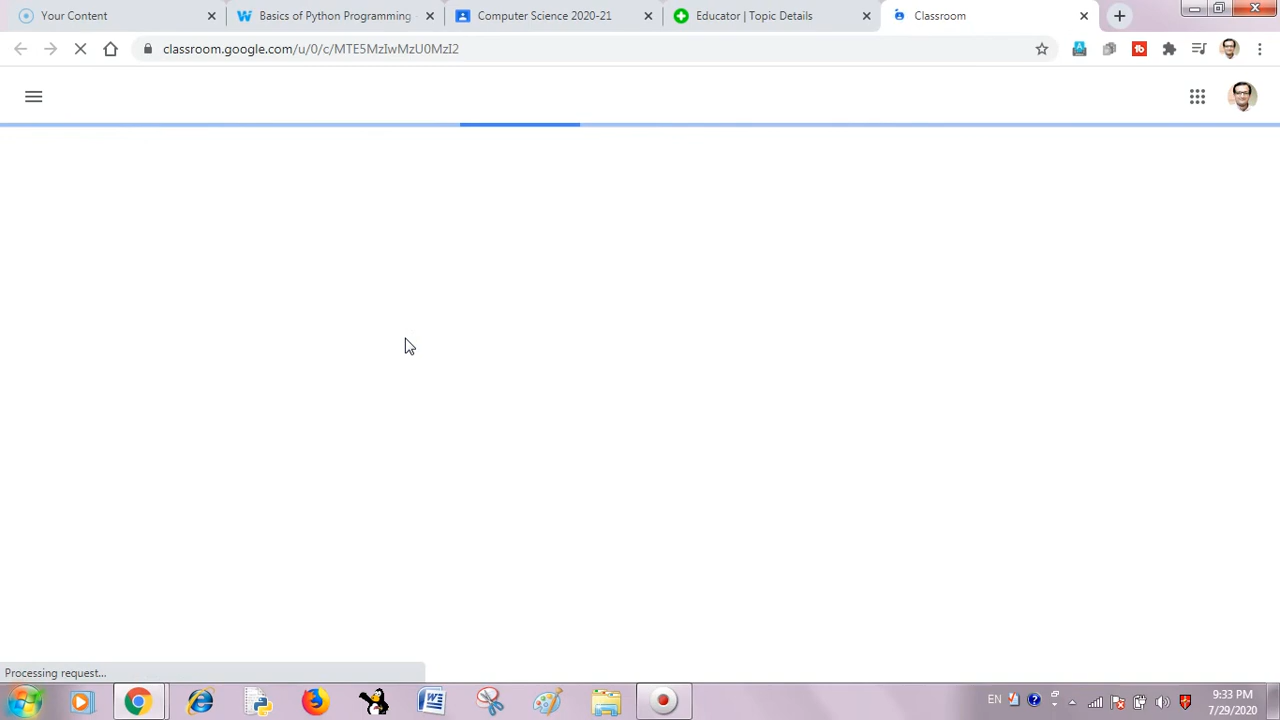 Your Content
Basics of Python Programming
Computer Science 2020-21
Educator | Topic Details
Classroom
classroom.google.com/u/0/c/MTE5MzIwMzU0MzI2
Processing request...
EN
9:33 PM
7/29/2020